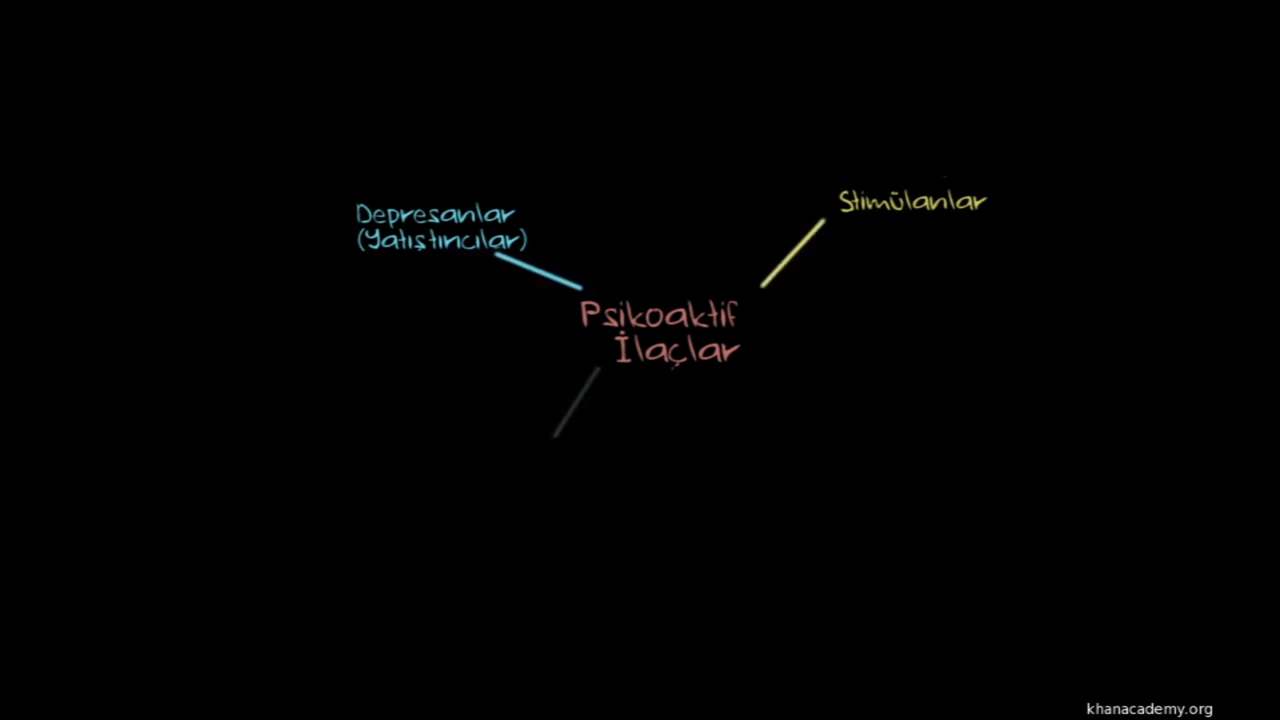 Depresanlar
(Yatıştırıcılar)
Stimülanlar
Psikoaktif
İlaçlar
khanacademy.org